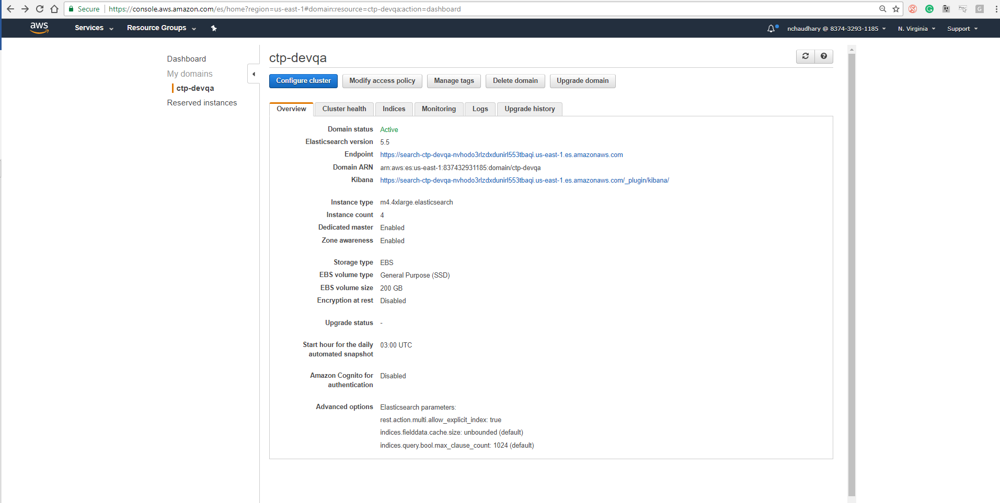 Secure https://console.aws.amazon.com/es/home?region=us-east-1#domain:resource=ctp-devqa;action=dashboard
aws Services Resource Groups nchaudhary @ 8374-3293-1185 N. Virginia Support
Dashboard
My domains
ctp-devqa
Reserved instances
ctp-devqa
Configure cluster Modify access policy Manage tags Delete domain Upgrade domain
Overview Cluster health Indices Monitoring Logs Upgrade history
Domain status Active
Elasticsearch version 5.5
Endpoint https://search-ctp-devqa-nvhodo3rlzdxdunirl553tbaqi.us-east-1.es.amazonaws.com
Domain ARN arn:aws:es:us-east-1:837432931185:domain/ctp-devqa
Kibana https://search-ctp-devqa-nvhodo3rlzdxdunirl553tbaqi.us-east-1.es.amazonaws.com/_plugin/kibana/
Instance type m4.4xlarge.elasticsearch
Instance count 4
Dedicated master Enabled
Zone awareness Enabled
Storage type EBS
EBS volume type General Purpose (SSD)
EBS volume size 200 GB
Encryption at rest Disabled
Upgrade status -
Start hour for the daily 03:00 UTC
automated snapshot
Amazon Cognito for Disabled
authentication
Advanced options Elasticsearch parameters:
rest.action.multi.allow_explicit_index: true
indices.fielddata.cache.size: unbounded (default)
indices.query.bool.max_clause_count: 1024 (default)